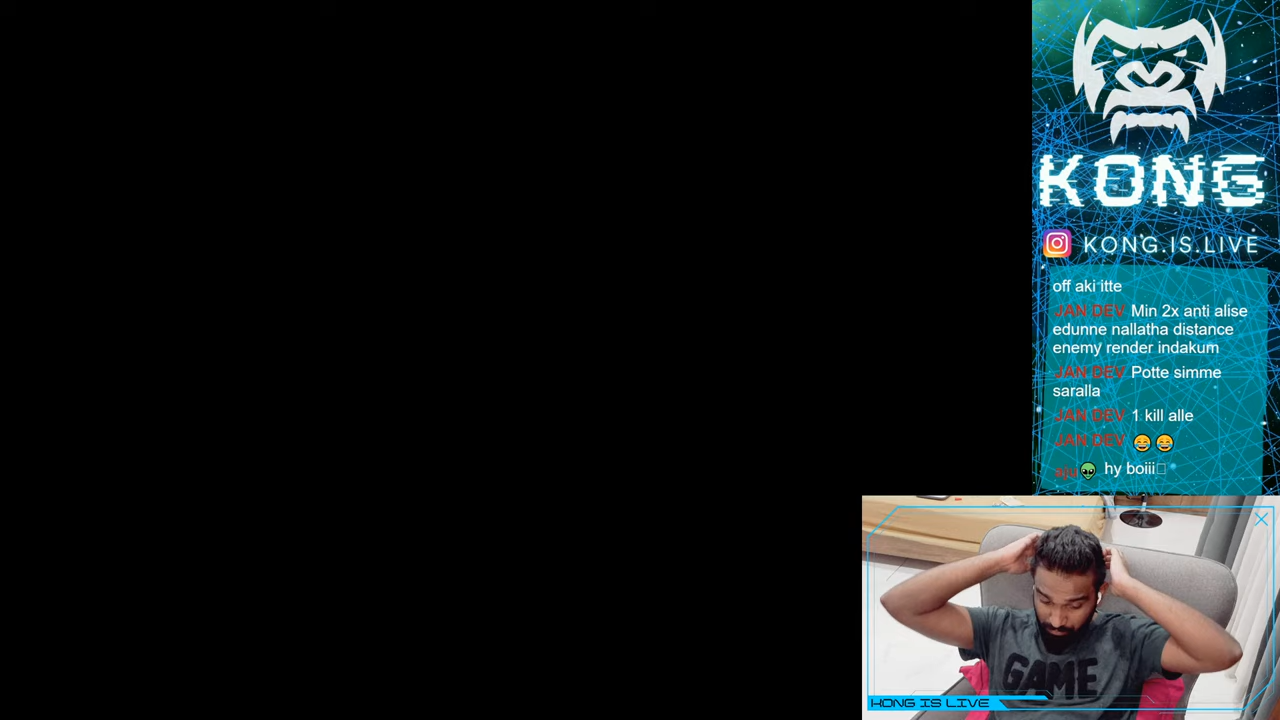 KONG
KONG.IS.LIVE
off aki itte
JAN DEV Min 2x anti alise
edunne nallatha distance
enemy render indakum
JAN DEV Potte simme
saralla
JAN DEV 1 kill alle
JAN DEV 😂😂
aju👽 hy boiii
GAME
KONG IS LIVE